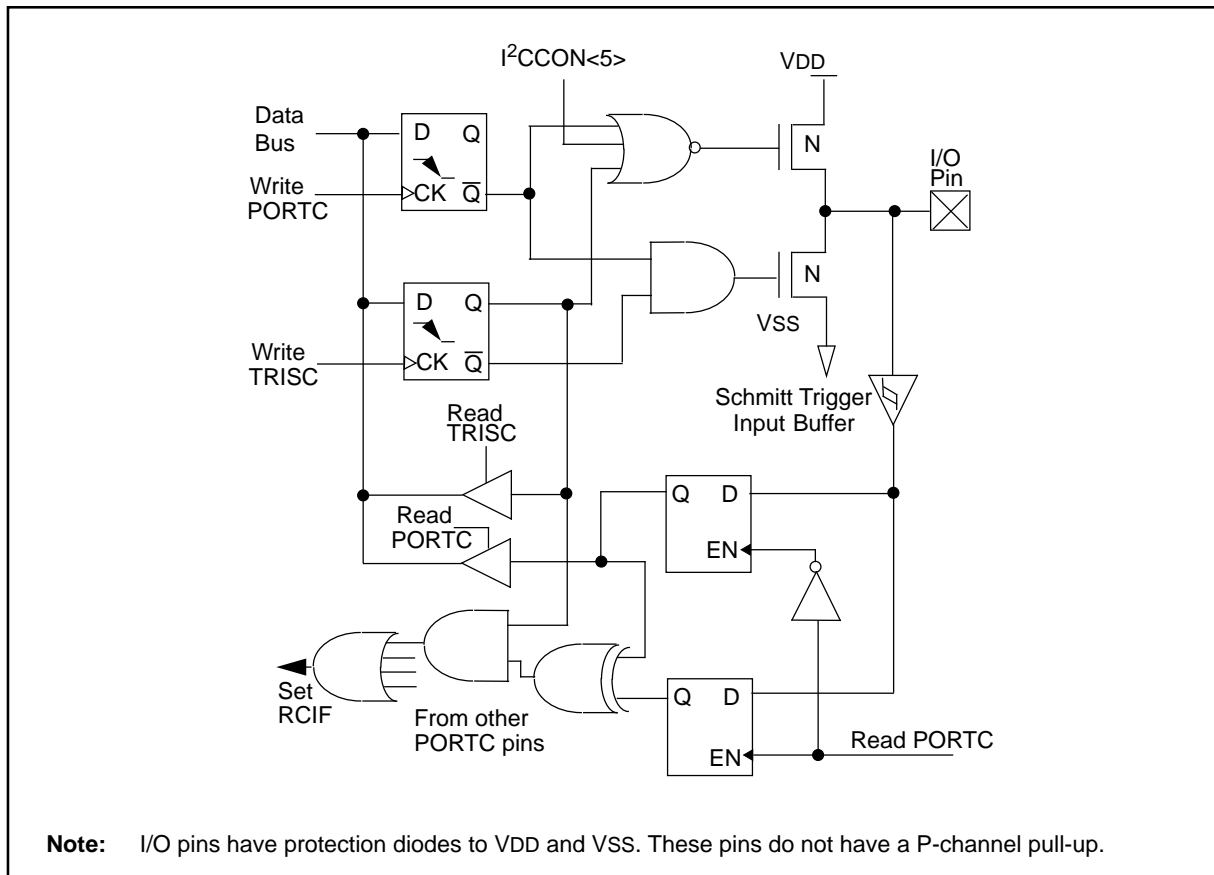 I²CCON<5>
VDD
Data
Bus
D Q
CK Q̅
Write
PORTC
N
I/O
Pin
N
VSS
D Q
CK Q̅
Write
TRISC
Schmitt Trigger
Input Buffer
Read
TRISC
Read
PORTC
Q D
EN
Set
RCIF
From other
PORTC pins
Q D
EN
Read PORTC
Note: I/O pins have protection diodes to VDD and VSS. These pins do not have a P-channel pull-up.